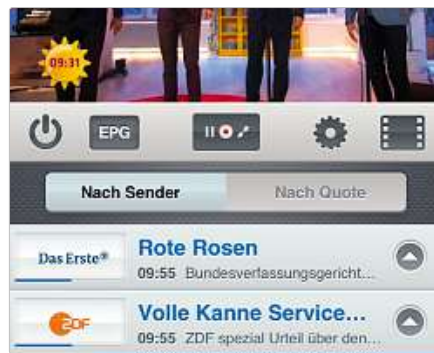 09:31
EPG
Nach Sender
Nach Quote
Das Erste®
Rote Rosen
09:55 Bundesverfassungsgericht...
ZDF
Volle Kanne Service...
09:55 ZDF spezial Urteil über den...